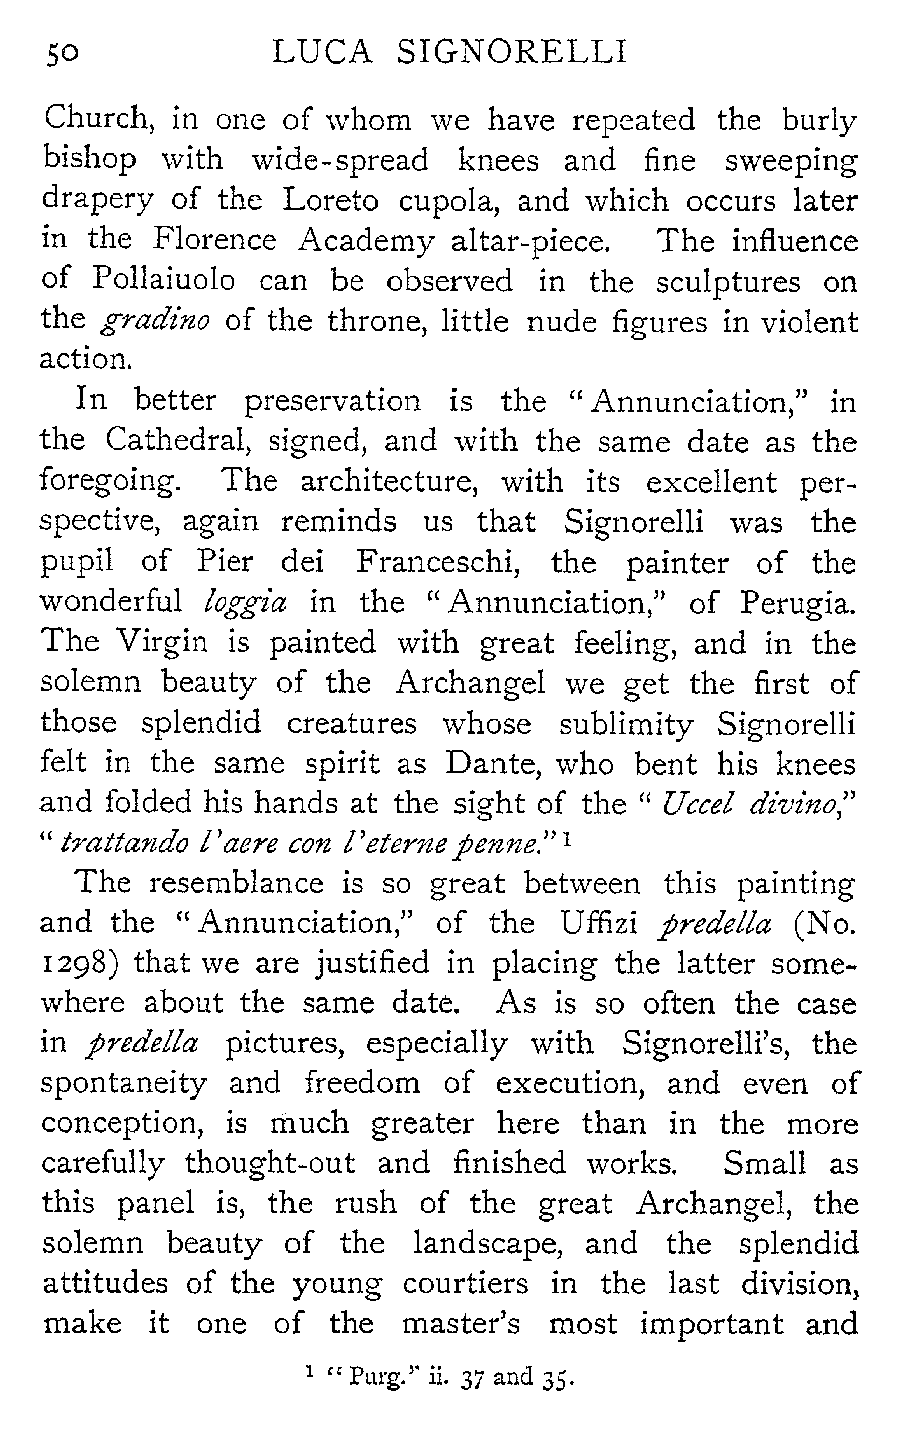 50 LUCA SIGNORELLI
Church, in one of whom we have repeated the burly
bishop with wide-spread knees and fine sweeping
drapery of the Loreto cupola, and which occurs later
in the Florence Academy altar-piece. The influence
of Pollaiuolo can be observed in the sculptures on
the gradino of the throne, little nude figures in violent
action.
In better preservation is the “Annunciation,” in
the Cathedral, signed, and with the same date as the
foregoing. The architecture, with its excellent per-
spective, again reminds us that Signorelli was the
pupil of Pier dei Franceschi, the painter of the
wonderful loggia in the “Annunciation,” of Perugia.
The Virgin is painted with great feeling, and in the
solemn beauty of the Archangel we get the first of
those splendid creatures whose sublimity Signorelli
felt in the same spirit as Dante, who bent his knees
and folded his hands at the sight of the “Uccel divino,”
“trattando l'aere con l'eterne penne.” 1
The resemblance is so great between this painting
and the “Annunciation,” of the Uffizi predella (No.
1298) that we are justified in placing the latter some-
where about the same date. As is so often the case
in predella pictures, especially with Signorelli's, the
spontaneity and freedom of execution, and even of
conception, is much greater here than in the more
carefully thought-out and finished works. Small as
this panel is, the rush of the great Archangel, the
solemn beauty of the landscape, and the splendid
attitudes of the young courtiers in the last division,
make it one of the master's most important and
1 “Purg.” ii. 37 and 35.